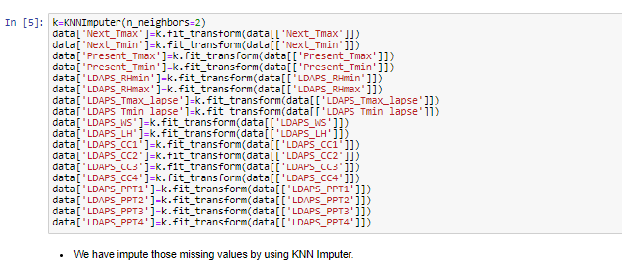 In [5]: k=KNNImputer(n_neighbors=2)
data['Next_Tmax']=k.fit_transform(data[['Next_Tmax']])
data['Next_Tmin']=k.fit_transform(data[['Next_Tmin']])
data['Present_Tmax']=k.fit_transform(data[['Present_Tmax']])
data['Present_Tmin']=k.fit_transform(data[['Present_Tmin']])
data['LDAPS_RHmin']=k.fit_transform(data[['LDAPS_RHmin']])
data['LDAPS_RHmax']=k.fit_transform(data[['LDAPS_RHmax']])
data['LDAPS_Tmax_lapse']=k.fit_transform(data[['LDAPS_Tmax_lapse']])
data['LDAPS_Tmin_lapse']=k.fit_transform(data[['LDAPS_Tmin_lapse']])
data['LDAPS_WS']=k.fit_transform(data[['LDAPS_WS']])
data['LDAPS_LH']=k.fit_transform(data[['LDAPS_LH']])
data['LDAPS_CC1']=k.fit_transform(data[['LDAPS_CC1']])
data['LDAPS_CC2']=k.fit_transform(data[['LDAPS_CC2']])
data['LDAPS_CC3']=k.fit_transform(data[['LDAPS_CC3']])
data['LDAPS_CC4']=k.fit_transform(data[['LDAPS_CC4']])
data['LDAPS_PPT1']=k.fit_transform(data[['LDAPS_PPT1']])
data['LDAPS_PPT2']=k.fit_transform(data[['LDAPS_PPT2']])
data['LDAPS_PPT3']=k.fit_transform(data[['LDAPS_PPT3']])
data['LDAPS_PPT4']=k.fit_transform(data[['LDAPS_PPT4']])
• We have impute those missing values by using KNN Imputer.